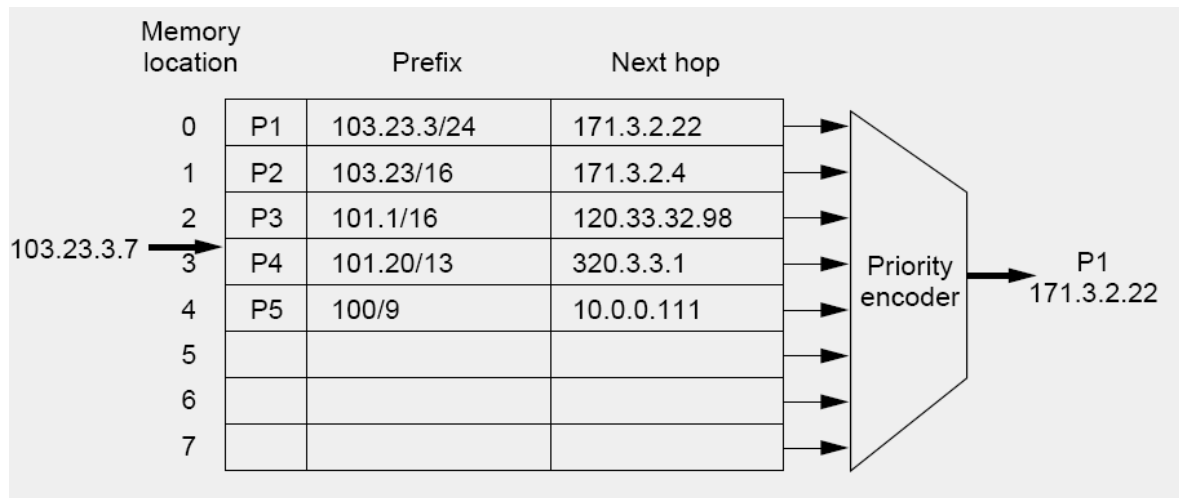 Memory
location Prefix Next hop
0 P1 103.23.3/24 171.3.2.22
1 P2 103.23/16 171.3.2.4
2 P3 101.1/16 120.33.32.98
103.23.3.7
3 P4 101.20/13 320.3.3.1
4 P5 100/9 10.0.0.111
5
6
7
Priority
encoder
P1
171.3.2.22